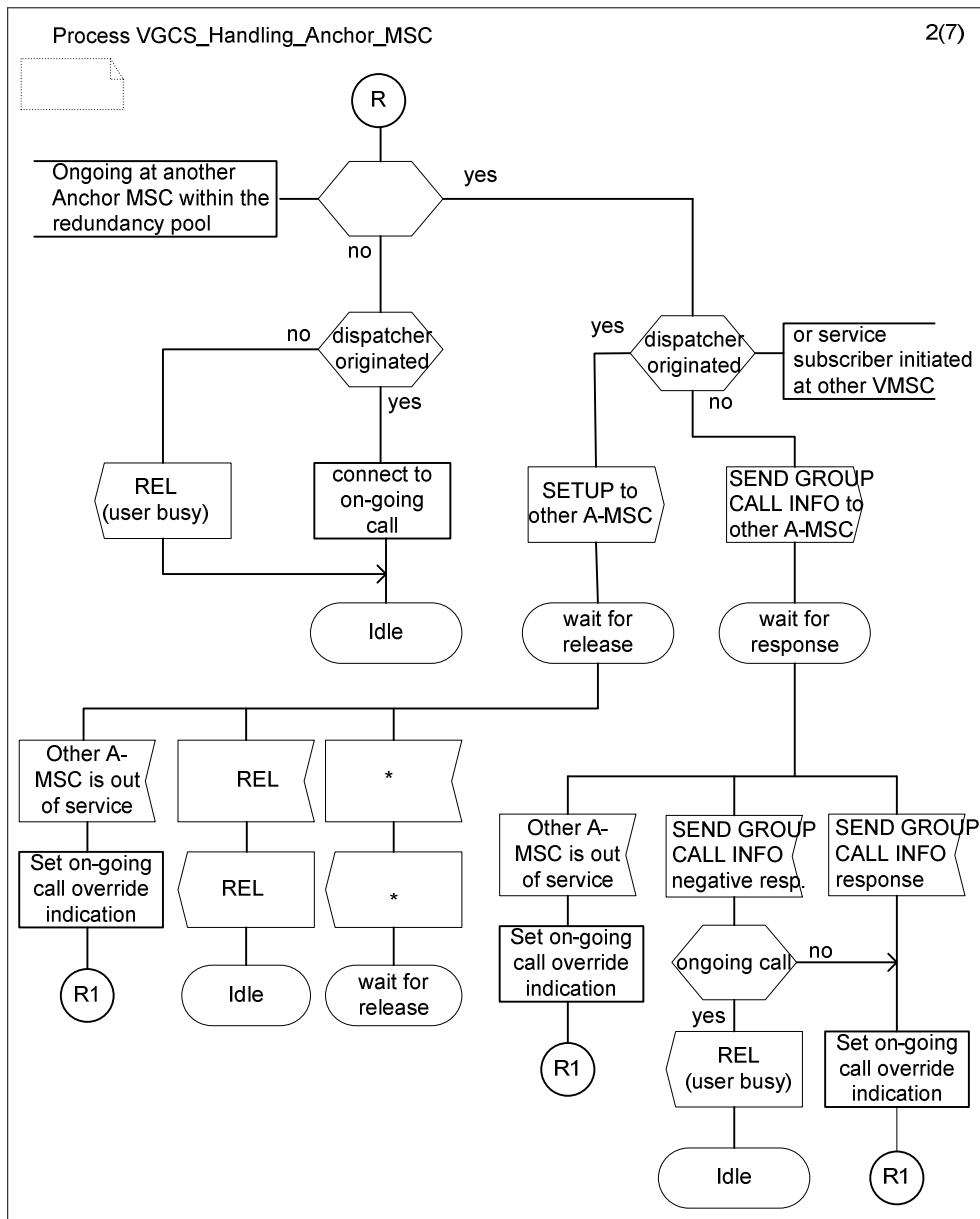 Process VGCS_Handling_Anchor_MSC
2(7)
R
Ongoing at another
Anchor MSC within the
redundancy pool
yes
no
no
dispatcher
originated
yes
yes
dispatcher
originated
no
or service
subscriber initiated
at other VMSC
REL
(user busy)
connect to
on-going
call
SETUP to
other A-MSC
SEND GROUP
CALL INFO to
other A-MSC
Idle
wait for
release
wait for
response
Other A-
MSC is out
of service
REL
*
Other A-
MSC is out
of service
SEND GROUP
CALL INFO
negative resp.
SEND GROUP
CALL INFO
response
Set on-going
call override
indication
REL
*
Set on-going
call override
indication
ongoing call
no
yes
R1
Idle
wait for
release
R1
REL
(user busy)
Set on-going
call override
indication
Idle
R1